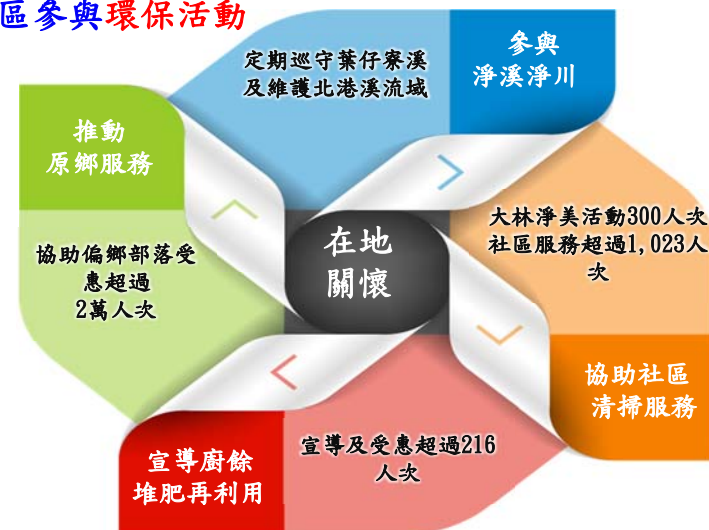 區參與環保活動
定期巡守葉仔寮溪
及維護北港溪流域
參與
淨溪淨川
推動
原鄉服務
協助偏鄉部落受
惠超過
2萬人次
在地
關懷
大林淨美活動300人次
社區服務超過1,023人
次
協助社區
清掃服務
宣導及受惠超過216
人次
宣導廚餘
堆肥再利用